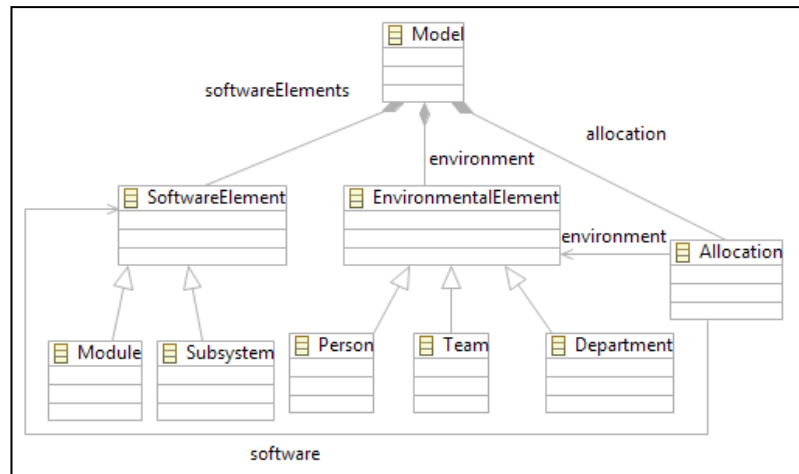 Model
softwareElements
allocation
environment
SoftwareElement
EnvironmentalElement
environment
Allocation
Module
Subsystem
Person
Team
Department
software